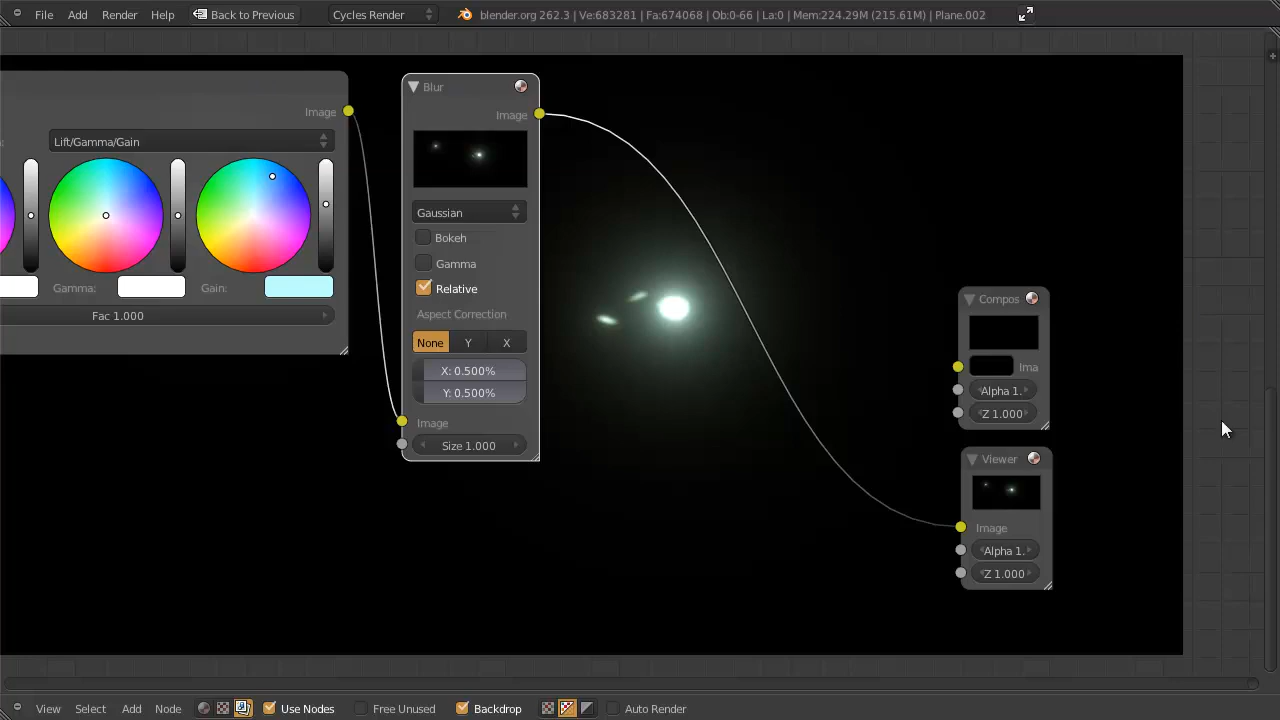 File Add Render Help Back to Previous Cycles Render blender.org 262.3 | Ve:683281 | Fa:674068 | Ob:0-66 | La:0 | Mem:224.29M (215.61M) | Plane.002
Image
Lift/Gamma/Gain
Gamma:
Gain:
Fac 1.000
Blur
Image
Gaussian
Bokeh
Gamma
Relative
Aspect Correction
None Y X
X: 0.500%
Y: 0.500%
Image
Size 1.000
Compos
Ima
Alpha 1.
Z 1.000
Viewer
Image
Alpha 1.
Z 1.000
View Select Add Node Use Nodes Free Unused Backdrop Auto Render